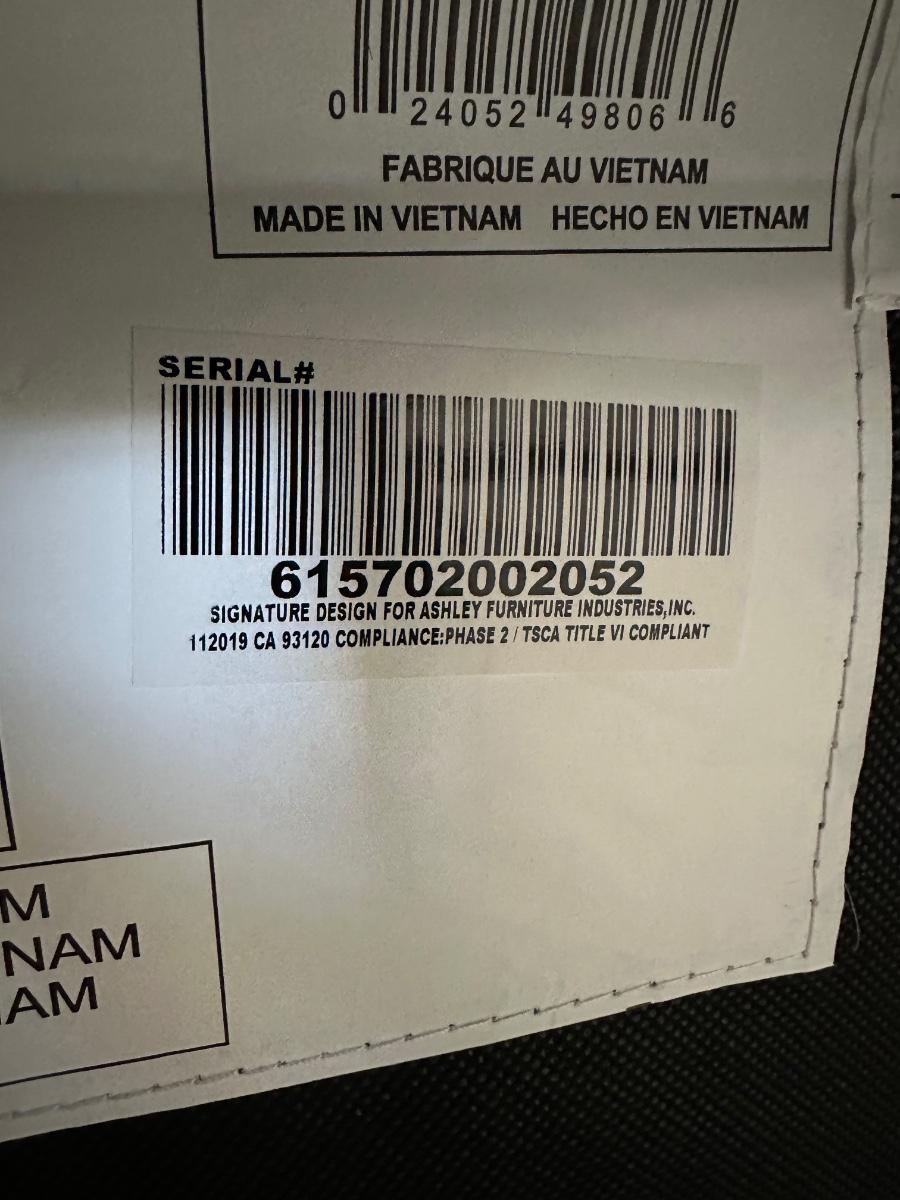 0 24052 49806 6
FABRIQUE AU VIETNAM
MADE IN VIETNAM HECHO EN VIETNAM
SERIAL#
615702002052
SIGNATURE DESIGN FOR ASHLEY FURNITURE INDUSTRIES,INC.
112019 CA 93120 COMPLIANCE:PHASE 2 / TSCA TITLE VI COMPLIANT
M
NAM
AM